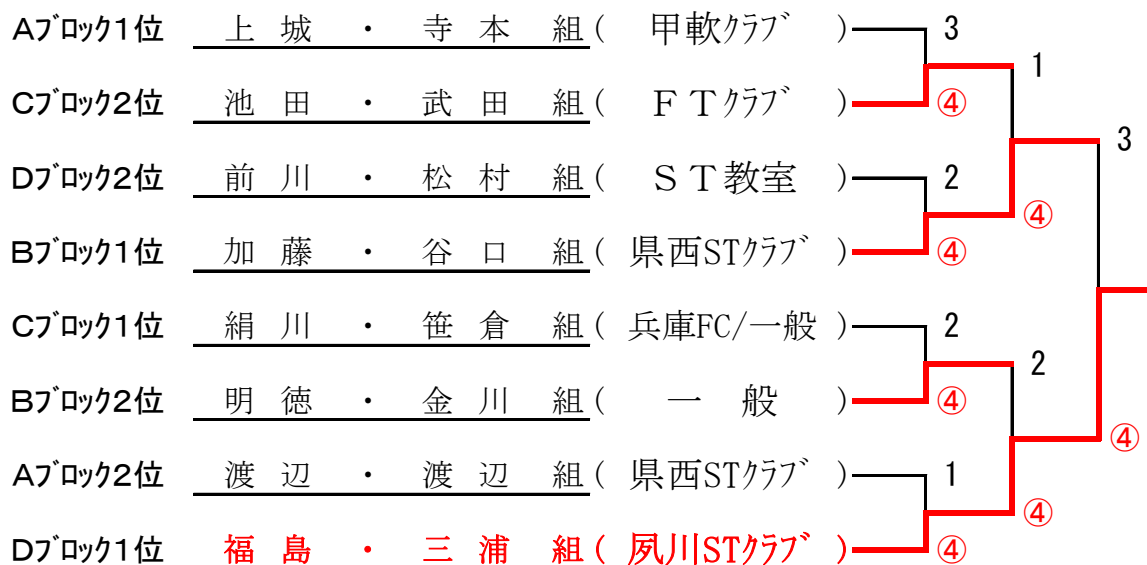 Aブロック1位 上城・寺本 組( 甲軟クラブ ) 3
1
Cブロック2位 池田・武田 組( FTクラブ ) ④
3
Dブロック2位 前川・松村 組( ST教室 ) 2
④
Bブロック1位 加藤・谷口 組( 県西STクラブ ) ④
Cブロック1位 絹川・笹倉 組( 兵庫FC/一般 ) 2
2
Bブロック2位 明徳・金川 組( 一般 ) ④
④
Aブロック2位 渡辺・渡辺 組( 県西STクラブ ) 1
④
Dブロック1位 福島・三浦 組( 夙川STクラブ ) ④